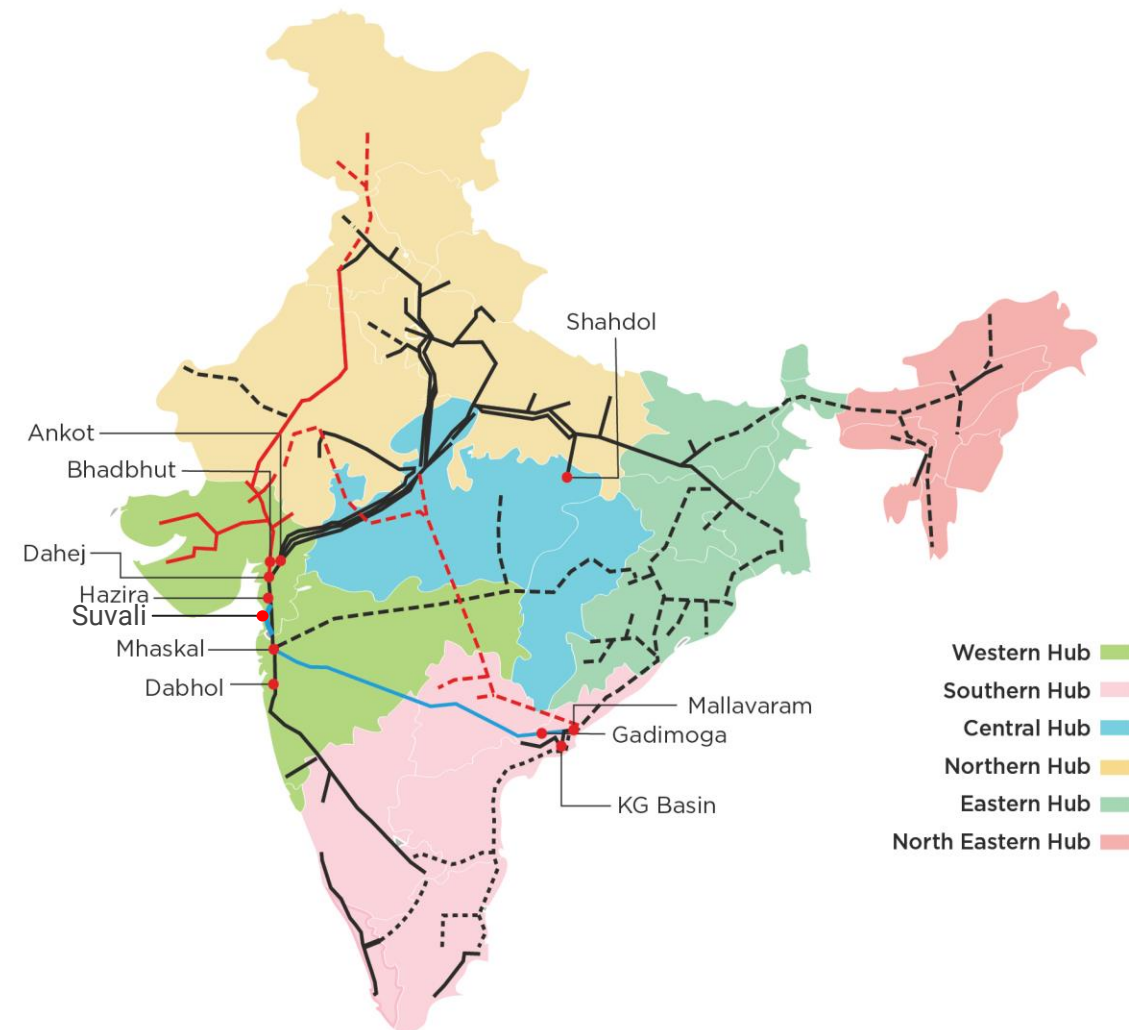 Shahdol
Ankot
Bhadbhut
Dahej
Hazira
Suvali
Mhaskal
Dabhol
Mallavaram
Gadimoga
KG Basin
Western Hub
Southern Hub
Central Hub
Northern Hub
Eastern Hub
North Eastern Hub